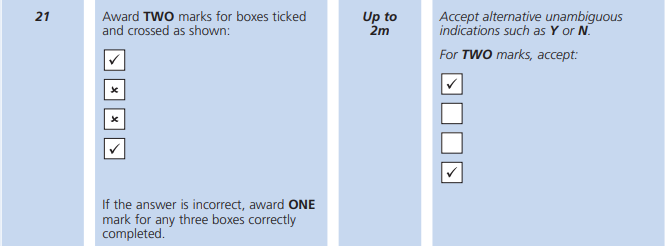 21
Award TWO marks for boxes ticked
and crossed as shown:
✓
×
×
✓
If the answer is incorrect, award ONE
mark for any three boxes correctly
completed.
Up to
2m
Accept alternative unambiguous
indications such as Y or N.
For TWO marks, accept:
✓
✓